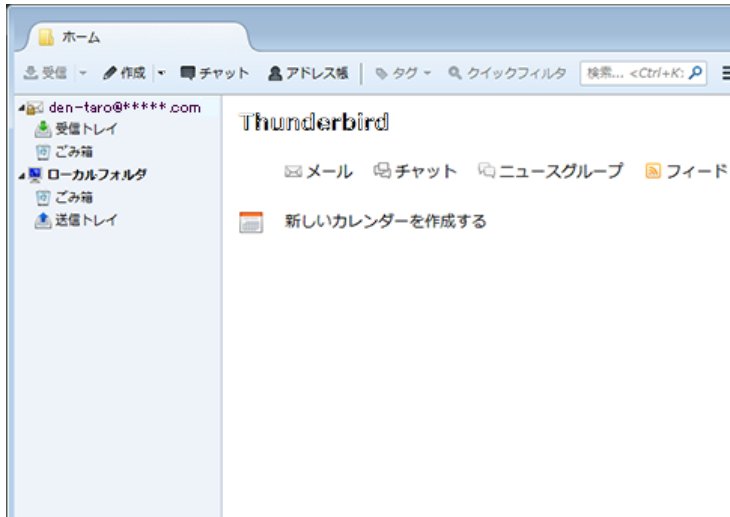 ホーム
受信 作成 チャット アドレス帳 タグ クイックフィルタ 検索... <Ctrl+K:
den-taro@*****.com
受信トレイ
ごみ箱
ローカルフォルダ
ごみ箱
送信トレイ
Thunderbird
メール チャット ニュースグループ フィード
新しいカレンダーを作成する